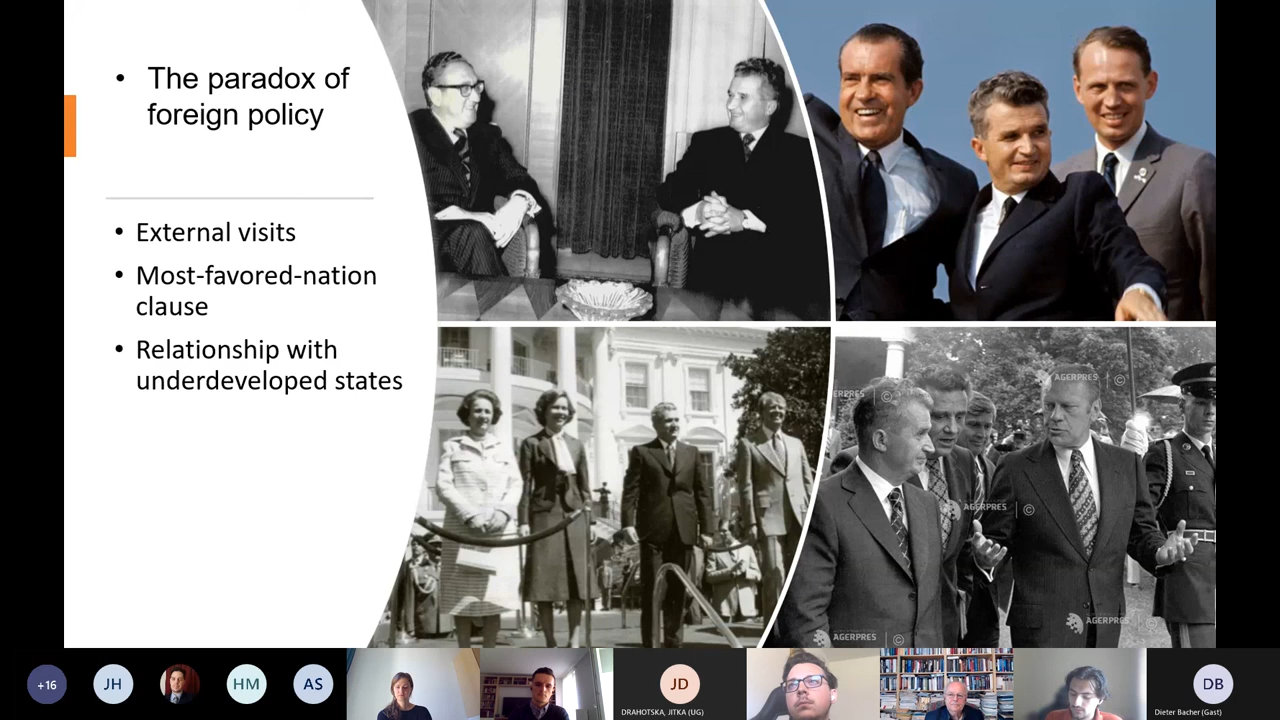 The paradox of
foreign policy
External visits
Most-favored-nation
clause
Relationship with
underdeveloped states
AGERPRES ©
ERPRES ©
AGERPRES ©
AGERPRES ©
AGERPRES ©
+16
JH
HM
AS
JD
DRAHOTSKA, JITKA (UG)
DB
Dieter Bacher (Gast)